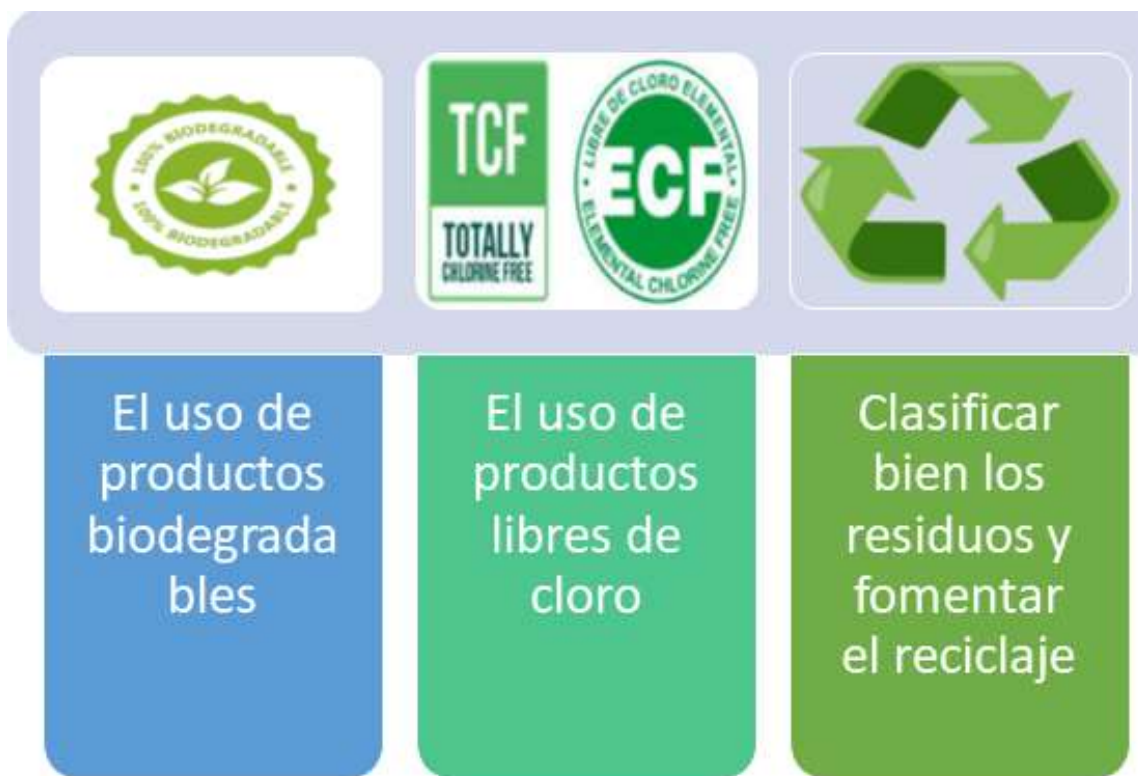 100% BIODEGRADABLE
100% BIODEGRADABLE
TCF
TOTALLY
CHLORINE FREE
LIBRE DE CLORO ELEMENTAL
ECF
ELEMENTAL CHLORINE FREE
El uso de
productos
biodegrada
bles
El uso de
productos
libres de
cloro
Clasificar
bien los
residuos y
fomentar
el reciclaje